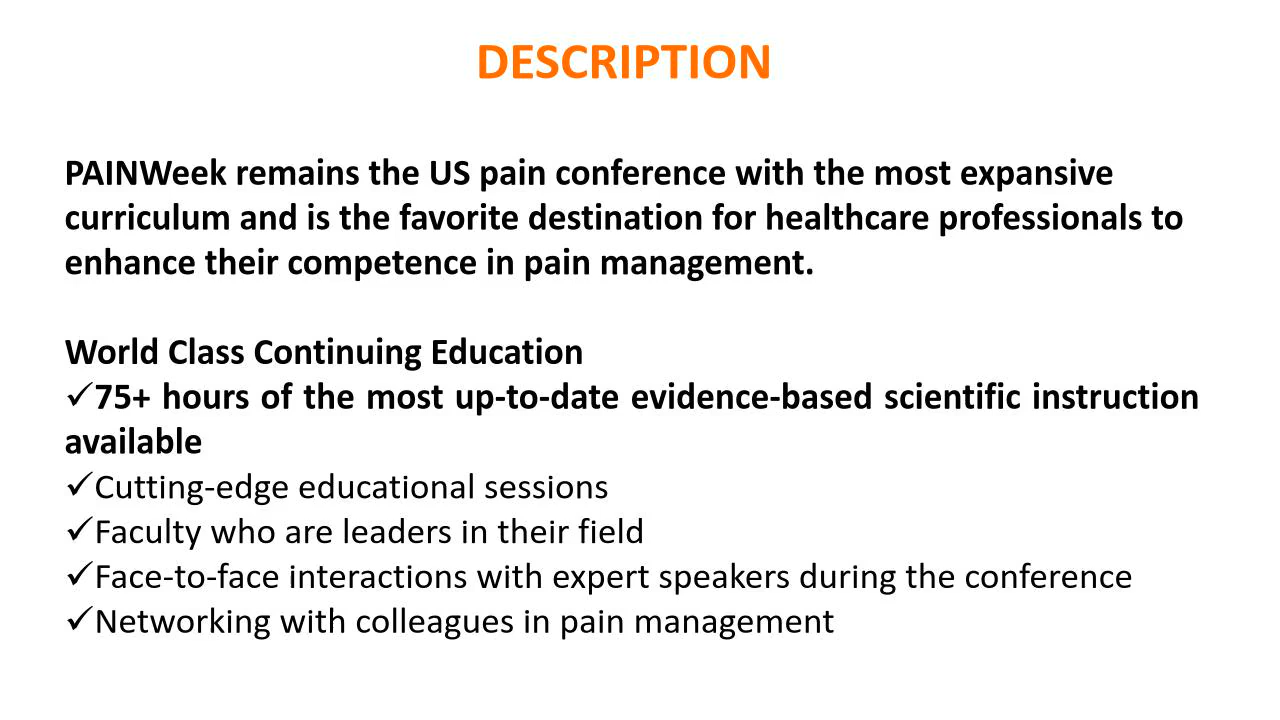 DESCRIPTION
PAINWeek remains the US pain conference with the most expansive
curriculum and is the favorite destination for healthcare professionals to
enhance their competence in pain management.
World Class Continuing Education
✓75+ hours of the most up-to-date evidence-based scientific instruction
available
✓Cutting-edge educational sessions
✓Faculty who are leaders in their field
✓Face-to-face interactions with expert speakers during the conference
✓Networking with colleagues in pain management